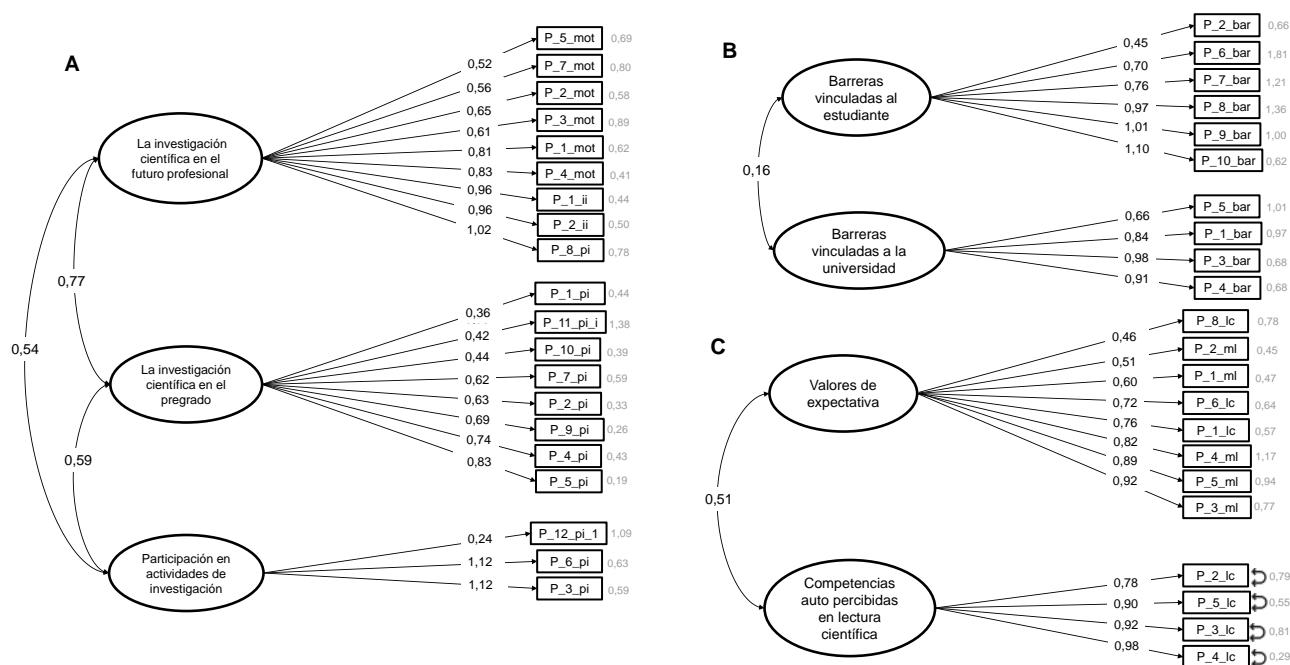 A
La investigación
científica en el
futuro profesional
0,52
0,56
0,65
0,61
0,81
0,83
0,96
0,96
1,02
P_5_mot 0,69
P_7_mot 0,80
P_2_mot 0,58
P_3_mot 0,89
P_1_mot 0,62
P_4_mot 0,41
P_1_ii 0,44
P_2_ii 0,50
P_8_pi 0,78
0,77
0,54
0,59
La investigación
científica en el
pregrado
0,36
0,42
0,44
0,62
0,63
0,69
0,74
0,83
P_1_pi 0,44
P_11_pi_i 1,38
P_10_pi 0,39
P_7_pi 0,59
P_2_pi 0,33
P_9_pi 0,26
P_4_pi 0,43
P_5_pi 0,19
Participación en
actividades de
investigación
0,24
1,12
1,12
P_12_pi_1 1,09
P_6_pi 0,63
P_3_pi 0,59
B
Barreras
vinculadas al
estudiante
0,45
0,70
0,76
0,97
1,01
1,10
P_2_bar 0,66
P_6_bar 1,81
P_7_bar 1,21
P_8_bar 1,36
P_9_bar 1,00
P_10_bar 0,62
0,16
Barreras
vinculadas a la
universidad
0,66
0,84
0,98
0,91
P_5_bar 1,01
P_1_bar 0,97
P_3_bar 0,68
P_4_bar 0,68
C
Valores de
expectativa
0,46
0,51
0,60
0,72
0,76
0,82
0,89
0,92
P_8_lc 0,78
P_2_ml 0,45
P_1_ml 0,47
P_6_lc 0,64
P_1_lc 0,57
P_4_ml 1,17
P_5_ml 0,94
P_3_ml 0,77
0,51
Competencias
auto percibidas
en lectura
científica
0,78
0,90
0,92
0,98
P_2_lc 0,79
P_5_lc 0,55
P_3_lc 0,81
P_4_lc 0,29